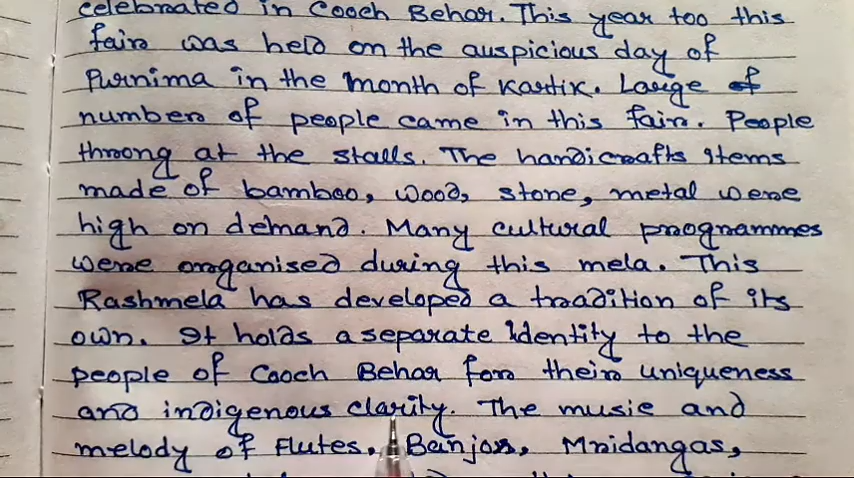 celebrated in Cooch Behar. This year too this
fair was held on the auspicious day of
Purnima in the month of Kartik. Large of
number of people came in this fair. People
throng at the stalls. The handicrafts items
made of bamboo, wood, stone, metal were
high on demand. Many cultural programmes
were organised during this mela. This
Rashmela has developed a tradition of its
own. It holds a separate identity to the
people of Cooch Behar for their uniqueness
and indigenous clarity. The music and
melody of Flutes, Banjos, Mridangas,